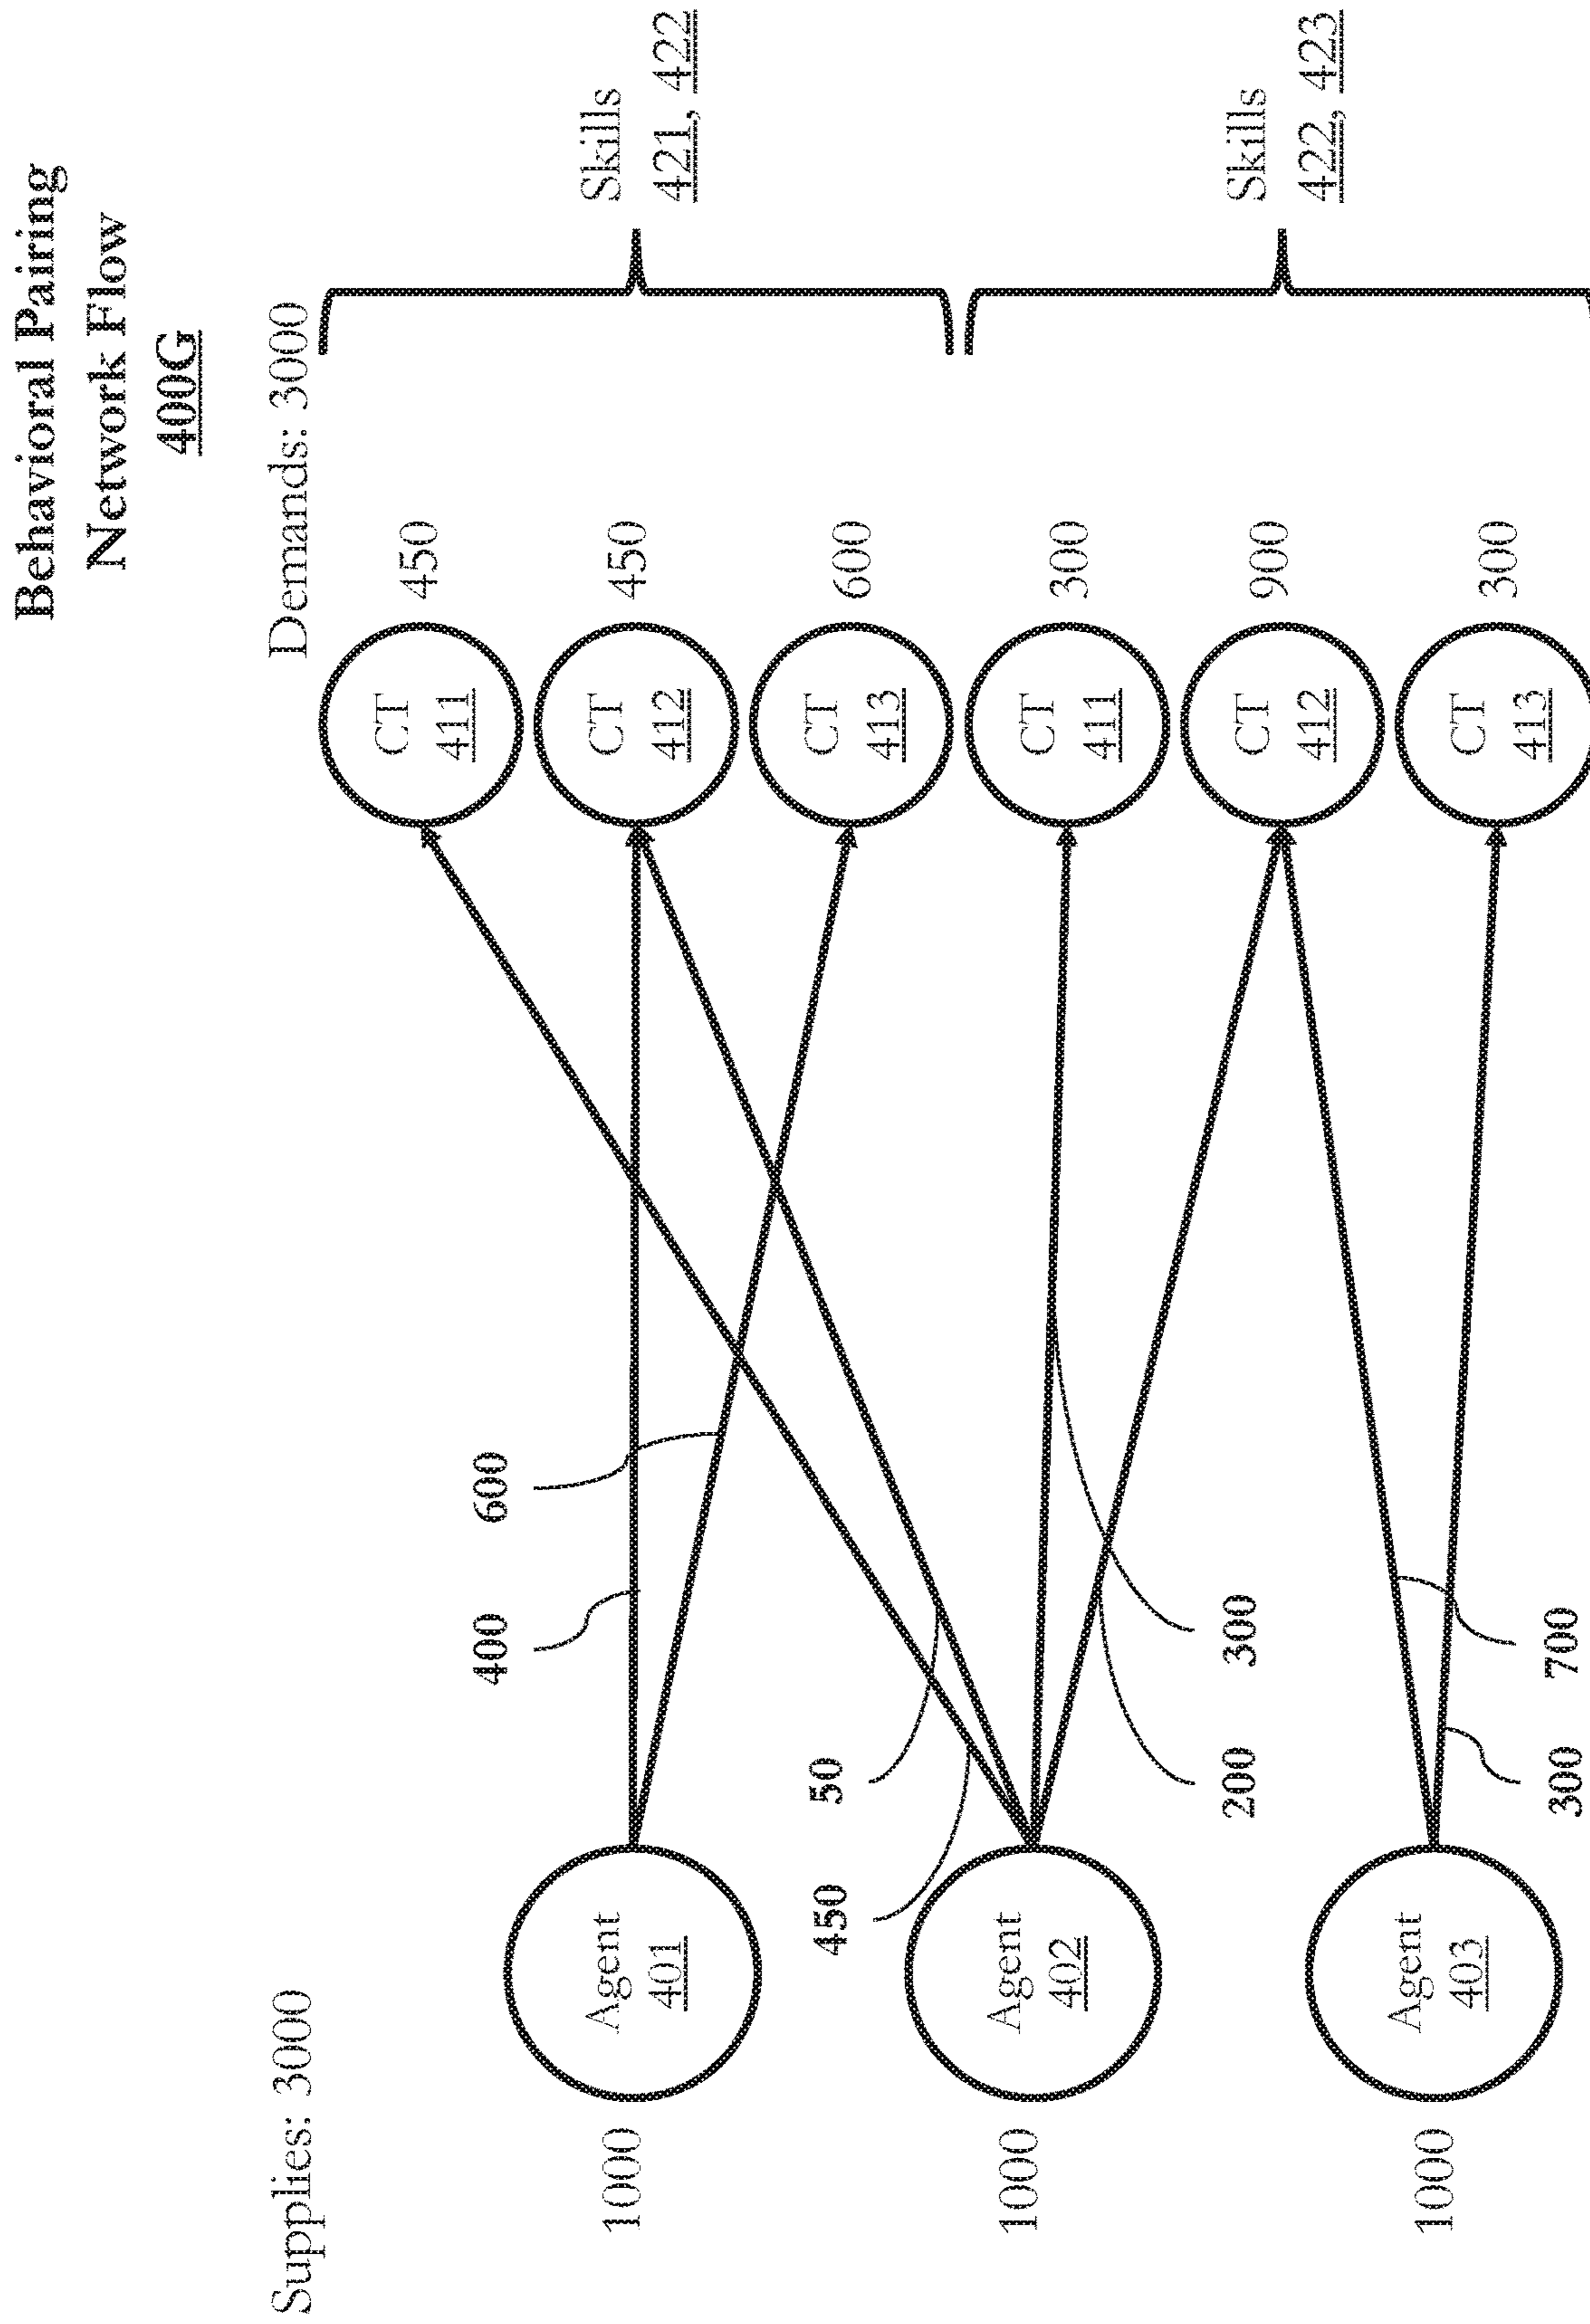 Behavioral Pairing
Network Flow
400G
Supplies: 3000
Demands: 3000
1000
Agent
401
1000
Agent
402
1000
Agent
403
400
600
450
50
200
300
300
700
CT
411
450
CT
412
450
CT
413
600
CT
411
300
CT
412
900
CT
413
300
Skills
421, 422
Skills
422, 423